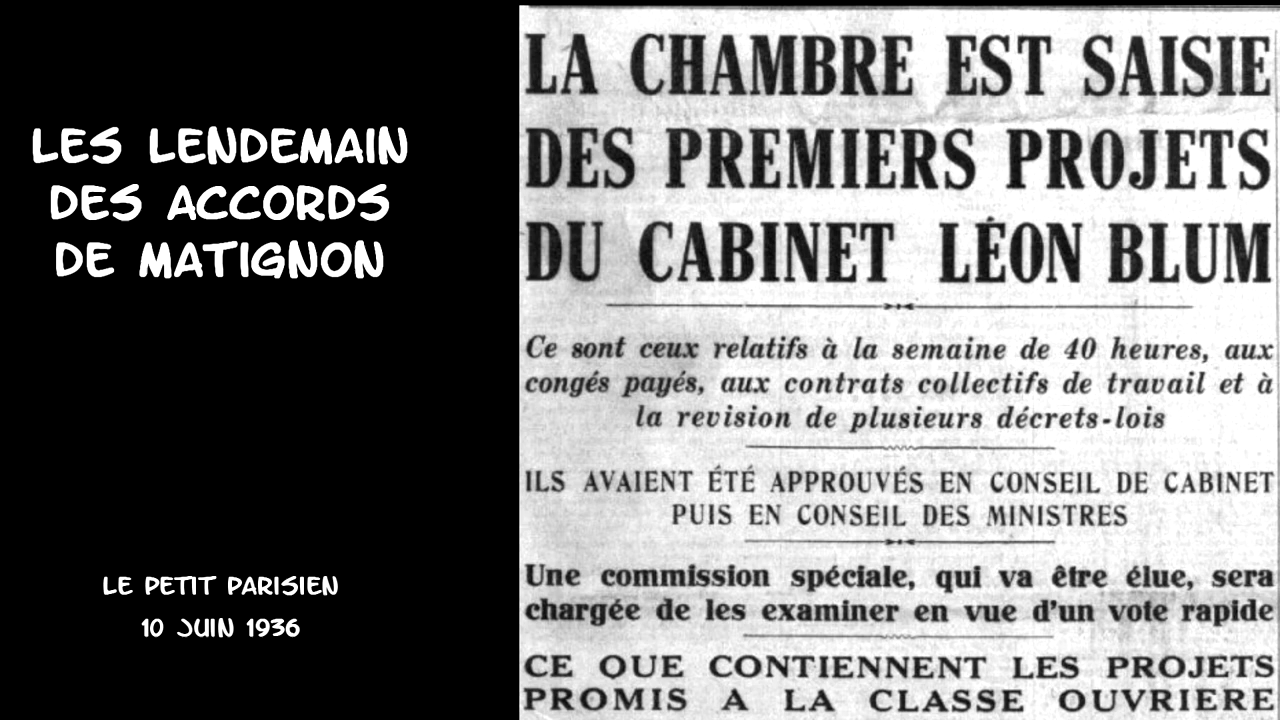 LES LENDEMAIN
DES ACCORDS
DE MATIGNON
LE PETIT PARISIEN
10 JUIN 1936
LA CHAMBRE EST SAISIE
DES PREMIERS PROJETS
DU CABINET LÉON BLUM
Ce sont ceux relatifs à la semaine de 40 heures, aux
congés payés, aux contrats collectifs de travail et à
la revision de plusieurs décrets-lois
ILS AVAIENT ÉTÉ APPROUVÉS EN CONSEIL DE CABINET
PUIS EN CONSEIL DES MINISTRES
Une commission spéciale, qui va être élue, sera
chargée de les examiner en vue d'un vote rapide
CE QUE CONTIENNENT LES PROJETS
PROMIS A LA CLASSE OUVRIERE